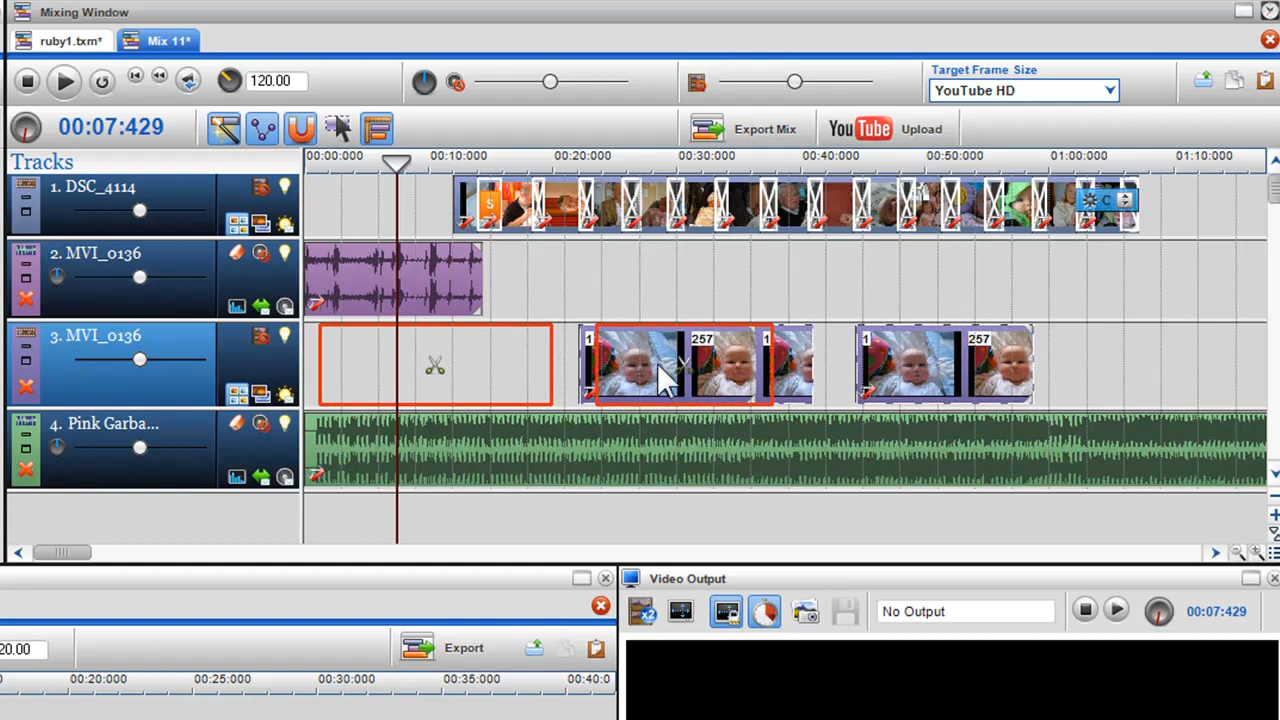 Mixing Window
ruby1.txm* Mix 11*
120.00
Target Frame Size
YouTube HD
00:07:429
Export Mix
YouTube Upload
Tracks
00:00:000 00:10:000 00:20:000 00:30:000 00:40:000 00:50:000 01:00:000 01:10:000
1. DSC_4114
S
C
2. MVI_0136
3. MVI_0136
1 257 1 1 257
4. Pink Garba...
Video Output
x2
No Output
00:07:429
20.00
Export
00:20:000 00:25:000 00:30:000 00:35:000 00:40:0